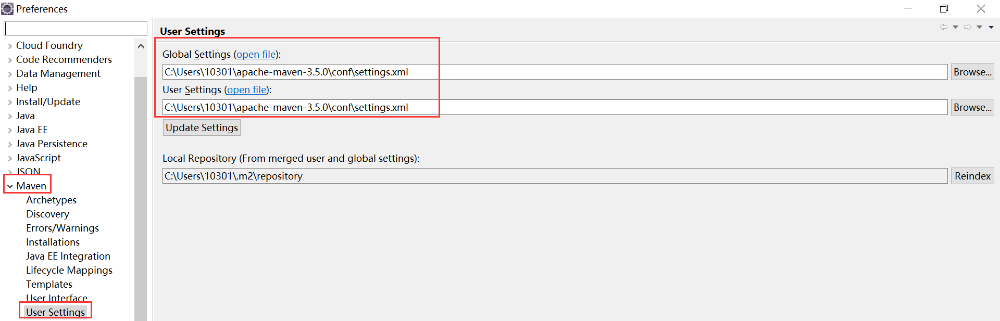 Preferences
Cloud Foundry
Code Recommenders
Data Management
Help
Install/Update
Java
Java EE
Java Persistence
JavaScript
JSON
Maven
Archetypes
Discovery
Errors/Warnings
Installations
Java EE Integration
Lifecycle Mappings
Templates
User Interface
User Settings
User Settings
Global Settings (open file):
C:\Users\10301\apache-maven-3.5.0\conf\settings.xml
Browse...
User Settings (open file):
C:\Users\10301\apache-maven-3.5.0\conf\settings.xml
Browse...
Update Settings
Local Repository (From merged user and global settings):
C:\Users\10301\.m2\repository
Reindex